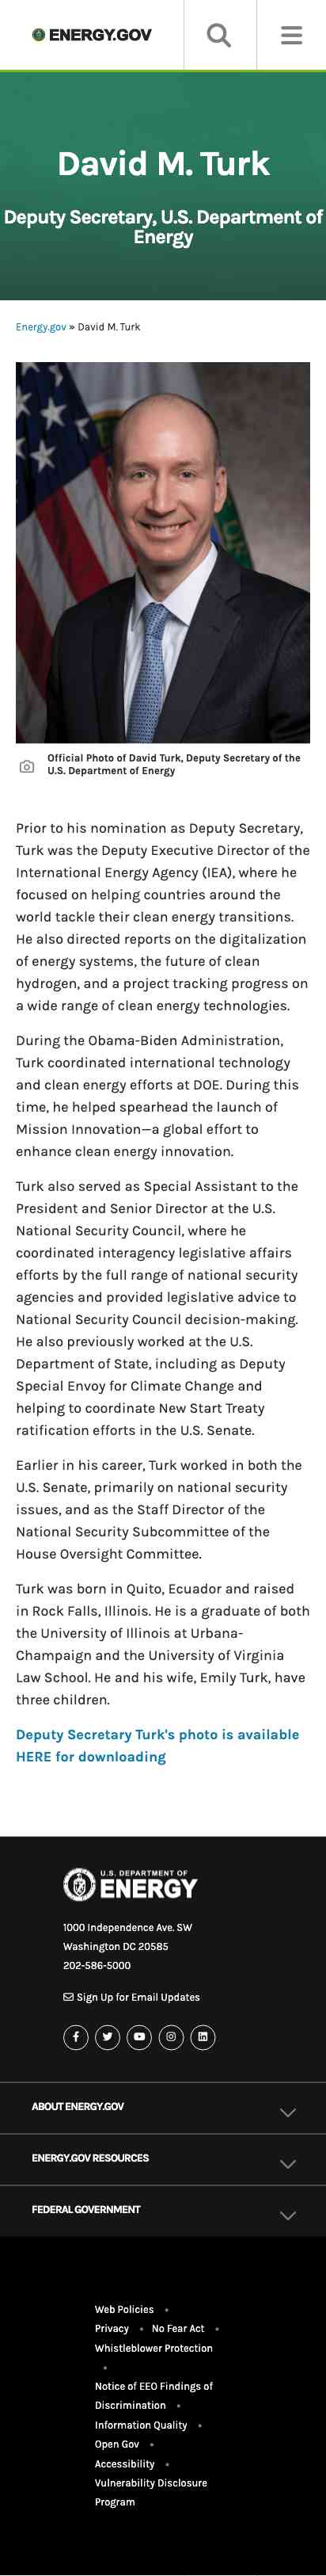 ENERGY.GOV
David M. Turk
Deputy Secretary, U.S. Department of
Energy
Energy.gov » David M. Turk
Official Photo of David Turk, Deputy Secretary of the
U.S. Department of Energy
Prior to his nomination as Deputy Secretary,
Turk was the Deputy Executive Director of the
International Energy Agency (IEA), where he
focused on helping countries around the
world tackle their clean energy transitions.
He also directed reports on the digitalization
of energy systems, the future of clean
hydrogen, and a project tracking progress on
a wide range of clean energy technologies.
During the Obama-Biden Administration,
Turk coordinated international technology
and clean energy efforts at DOE. During this
time, he helped spearhead the launch of
Mission Innovation—a global effort to
enhance clean energy innovation.
Turk also served as Special Assistant to the
President and Senior Director at the U.S.
National Security Council, where he
coordinated interagency legislative affairs
efforts by the full range of national security
agencies and provided legislative advice to
National Security Council decision-making.
He also previously worked at the U.S.
Department of State, including as Deputy
Special Envoy for Climate Change and
helping to coordinate New Start Treaty
ratification efforts in the U.S. Senate.
Earlier in his career, Turk worked in both the
U.S. Senate, primarily on national security
issues, and as the Staff Director of the
National Security Subcommittee of the
House Oversight Committee.
Turk was born in Quito, Ecuador and raised
in Rock Falls, Illinois. He is a graduate of both
the University of Illinois at Urbana-
Champaign and the University of Virginia
Law School. He and his wife, Emily Turk, have
three children.
Deputy Secretary Turk's photo is available
HERE for downloading
U.S. DEPARTMENT OF
ENERGY
1000 Independence Ave. SW
Washington DC 20585
202-586-5000
Sign Up for Email Updates
ABOUT ENERGY.GOV
ENERGY.GOV RESOURCES
FEDERAL GOVERNMENT
Web Policies •
Privacy • No Fear Act •
Whistleblower Protection
•
Notice of EEO Findings of
Discrimination •
Information Quality •
Open Gov •
Accessibility •
Vulnerability Disclosure
Program